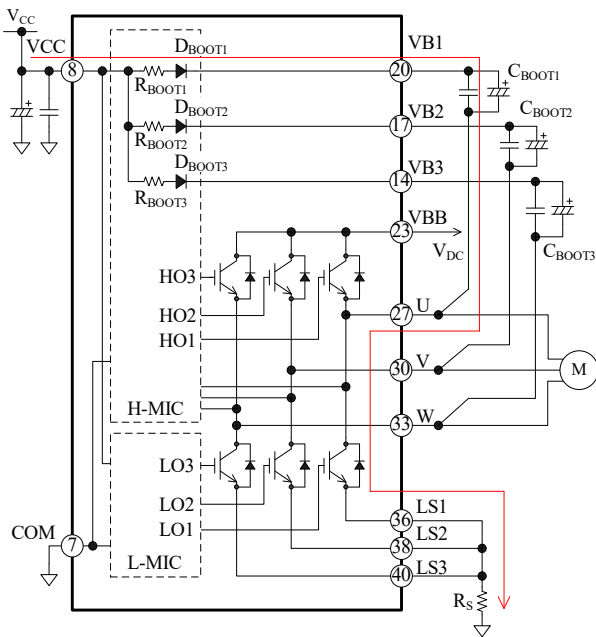 VCC
VCC
8
DBOOT1
RBOOT1
VB1
20
CBOOT1
DBOOT2
RBOOT2
VB2
17
CBOOT2
DBOOT3
RBOOT3
VB3
14
CBOOT3
VBB
23
VDC
HO3
HO2
HO1
U
27
V
30
M
W
33
H-MIC
LO3
LO2
LO1
L-MIC
COM
7
LS1
36
LS2
38
LS3
40
RS